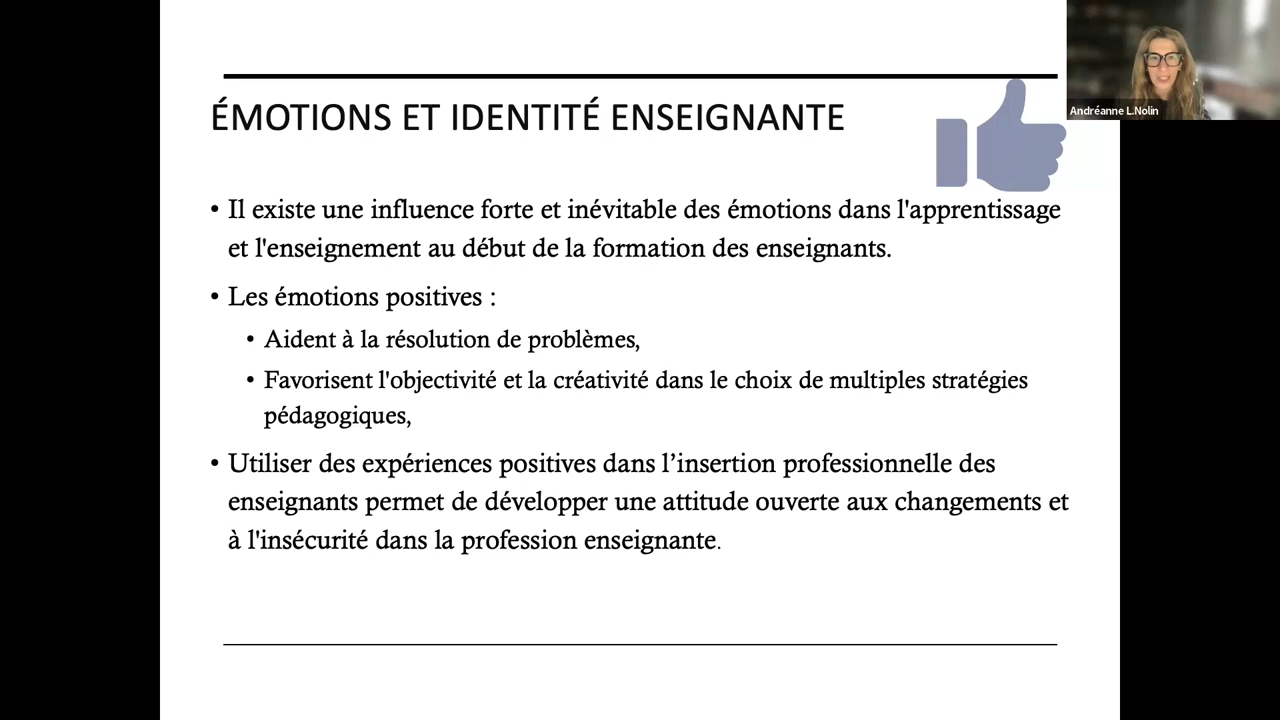 ÉMOTIONS ET IDENTITÉ ENSEIGNANTE
Andréanne L.Nolin
• Il existe une influence forte et inévitable des émotions dans l'apprentissage
et l'enseignement au début de la formation des enseignants.
• Les émotions positives :
• Aident à la résolution de problèmes,
• Favorisent l'objectivité et la créativité dans le choix de multiples stratégies
pédagogiques,
• Utiliser des expériences positives dans l’insertion professionnelle des
enseignants permet de développer une attitude ouverte aux changements et
à l'insécurité dans la profession enseignante.